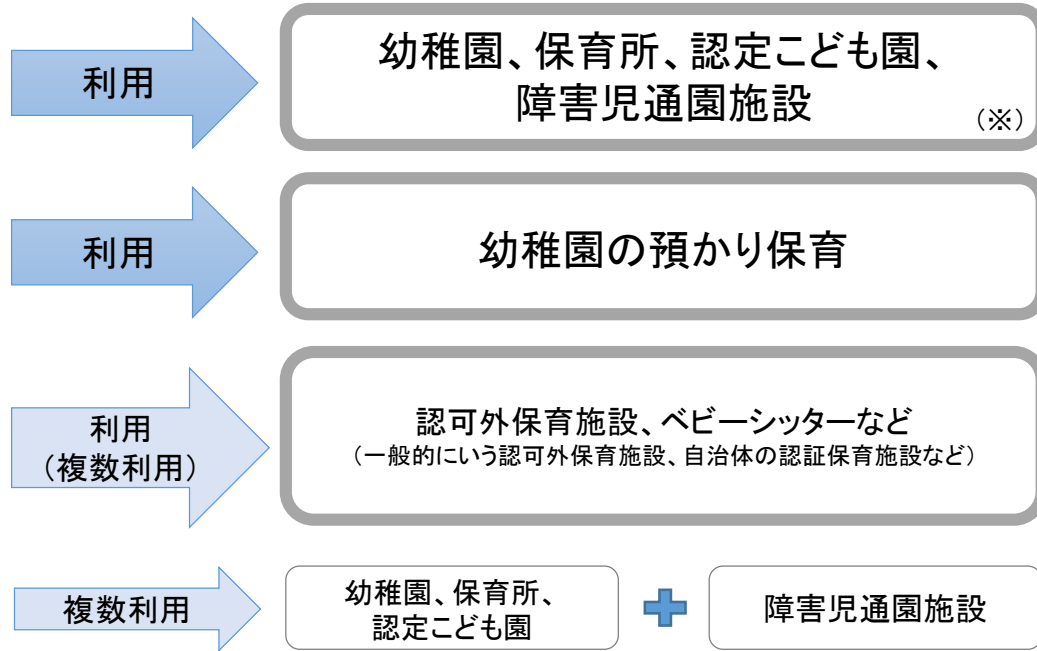 利用
幼稚園、保育所、認定こども園、
障害児通園施設
（※）
利用
幼稚園の預かり保育
利用
（複数利用）
認可外保育施設、ベビーシッターなど
（一般的にいう認可外保育施設、自治体の認証保育施設など）
複数利用
幼稚園、保育所、
認定こども園
障害児通園施設